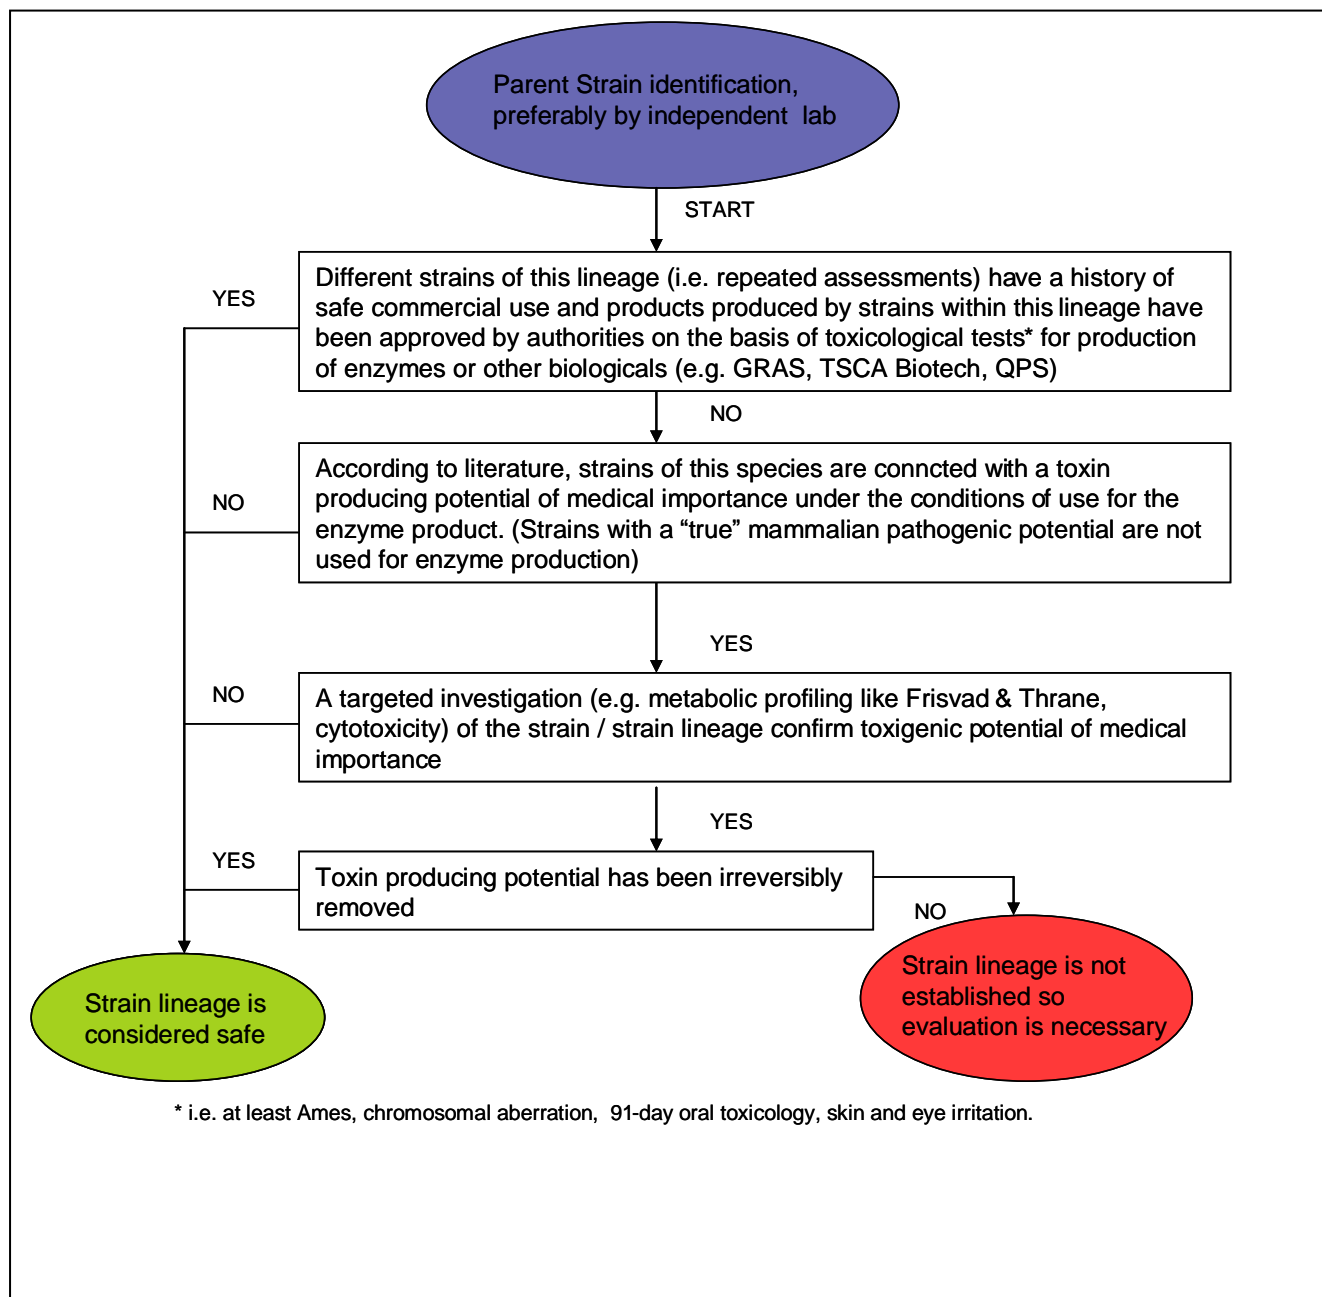 Parent Strain identification,
preferably by independent lab
START
YES
Different strains of this lineage (i.e. repeated assessments) have a history of
safe commercial use and products produced by strains within this lineage have
been approved by authorities on the basis of toxicological tests* for production
of enzymes or other biologicals (e.g. GRAS, TSCA Biotech, QPS)
NO
NO
According to literature, strains of this species are conncted with a toxin
producing potential of medical importance under the conditions of use for the
enzyme product. (Strains with a “true” mammalian pathogenic potential are not
used for enzyme production)
YES
NO
A targeted investigation (e.g. metabolic profiling like Frisvad & Thrane,
cytotoxicity) of the strain / strain lineage confirm toxigenic potential of medical
importance
YES
YES
Toxin producing potential has been irreversibly
removed
NO
Strain lineage is
considered safe
Strain lineage is not
established so
evaluation is necessary
* i.e. at least Ames, chromosomal aberration, 91-day oral toxicology, skin and eye irritation.